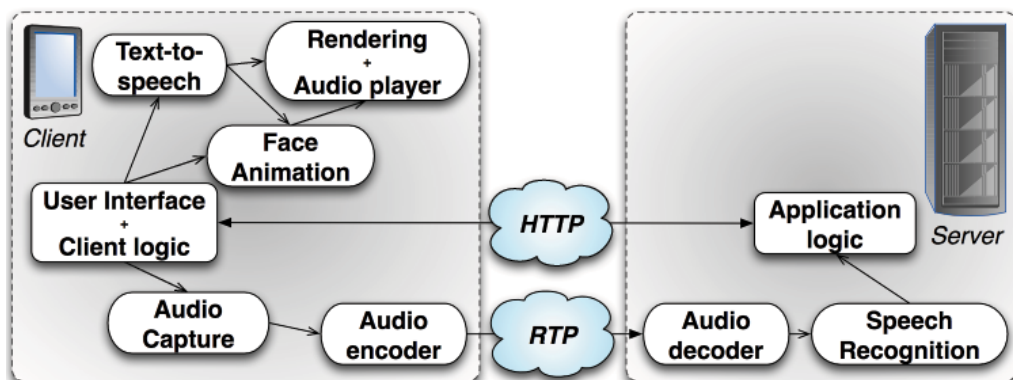 Client
Text-to-
speech
Rendering
+
Audio player
Face
Animation
User Interface
+
Client logic
Audio
Capture
Audio
encoder
HTTP
RTP
Application
logic
Server
Audio
decoder
Speech
Recognition